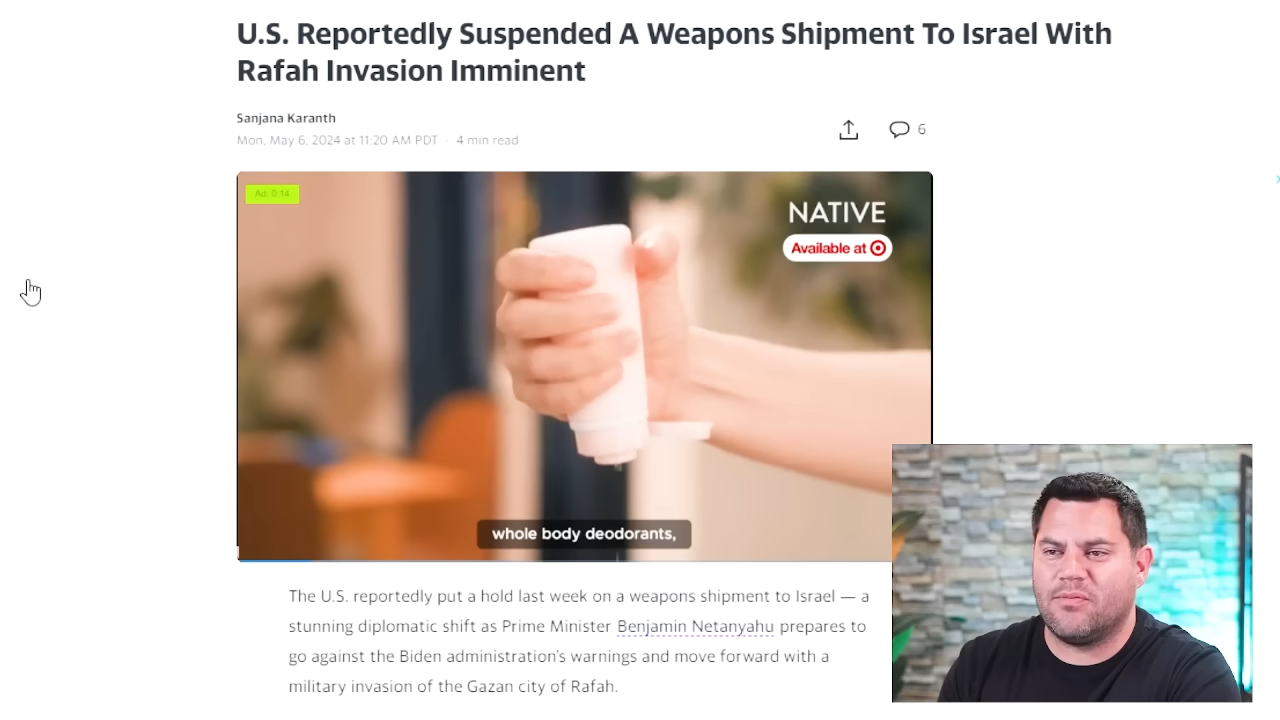 U.S. Reportedly Suspended A Weapons Shipment To Israel With
Rafah Invasion Imminent
Sanjana Karanth
Mon, May 6, 2024 at 11:20 AM PDT · 4 min read
6
Ad: 0:14
NATIVE
Available at
whole body deodorants,
The U.S. reportedly put a hold last week on a weapons shipment to Israel — a
stunning diplomatic shift as Prime Minister Benjamin Netanyahu prepares to
go against the Biden administration's warnings and move forward with a
military invasion of the Gazan city of Rafah.